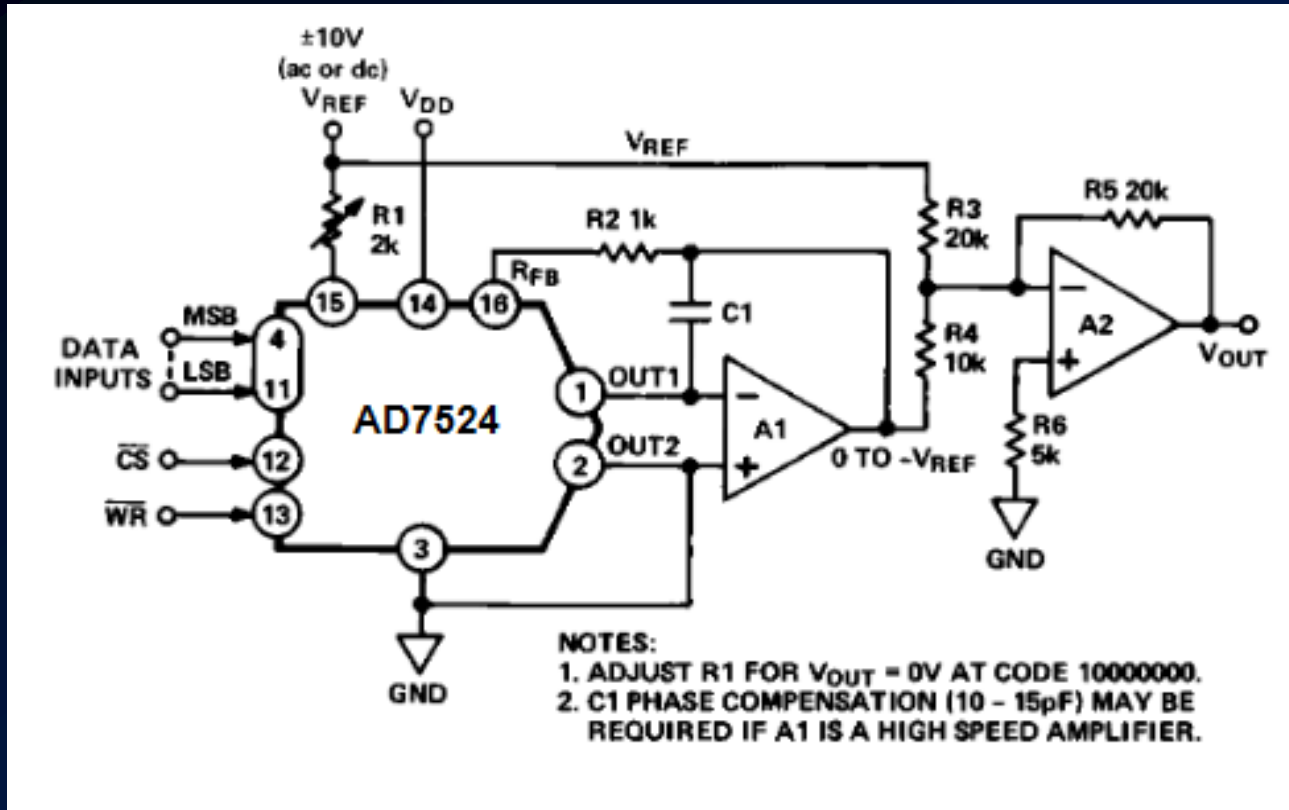 ±10V
(ac or dc)
VREF
VDD
VREF
R1
2k
R2 1k
R3
20k
R5 20k
RFB
15
14
16
C1
MSB
4
DATA
INPUTS
LSB
11
AD7524
1
OUT1
A1
R4
10k
A2
VOUT
CS
12
2
OUT2
0 TO -VREF
R6
5k
WR
13
3
GND
GND
NOTES:
1. ADJUST R1 FOR VOUT = 0V AT CODE 10000000.
2. C1 PHASE COMPENSATION (10 – 15pF) MAY BE
REQUIRED IF A1 IS A HIGH SPEED AMPLIFIER.